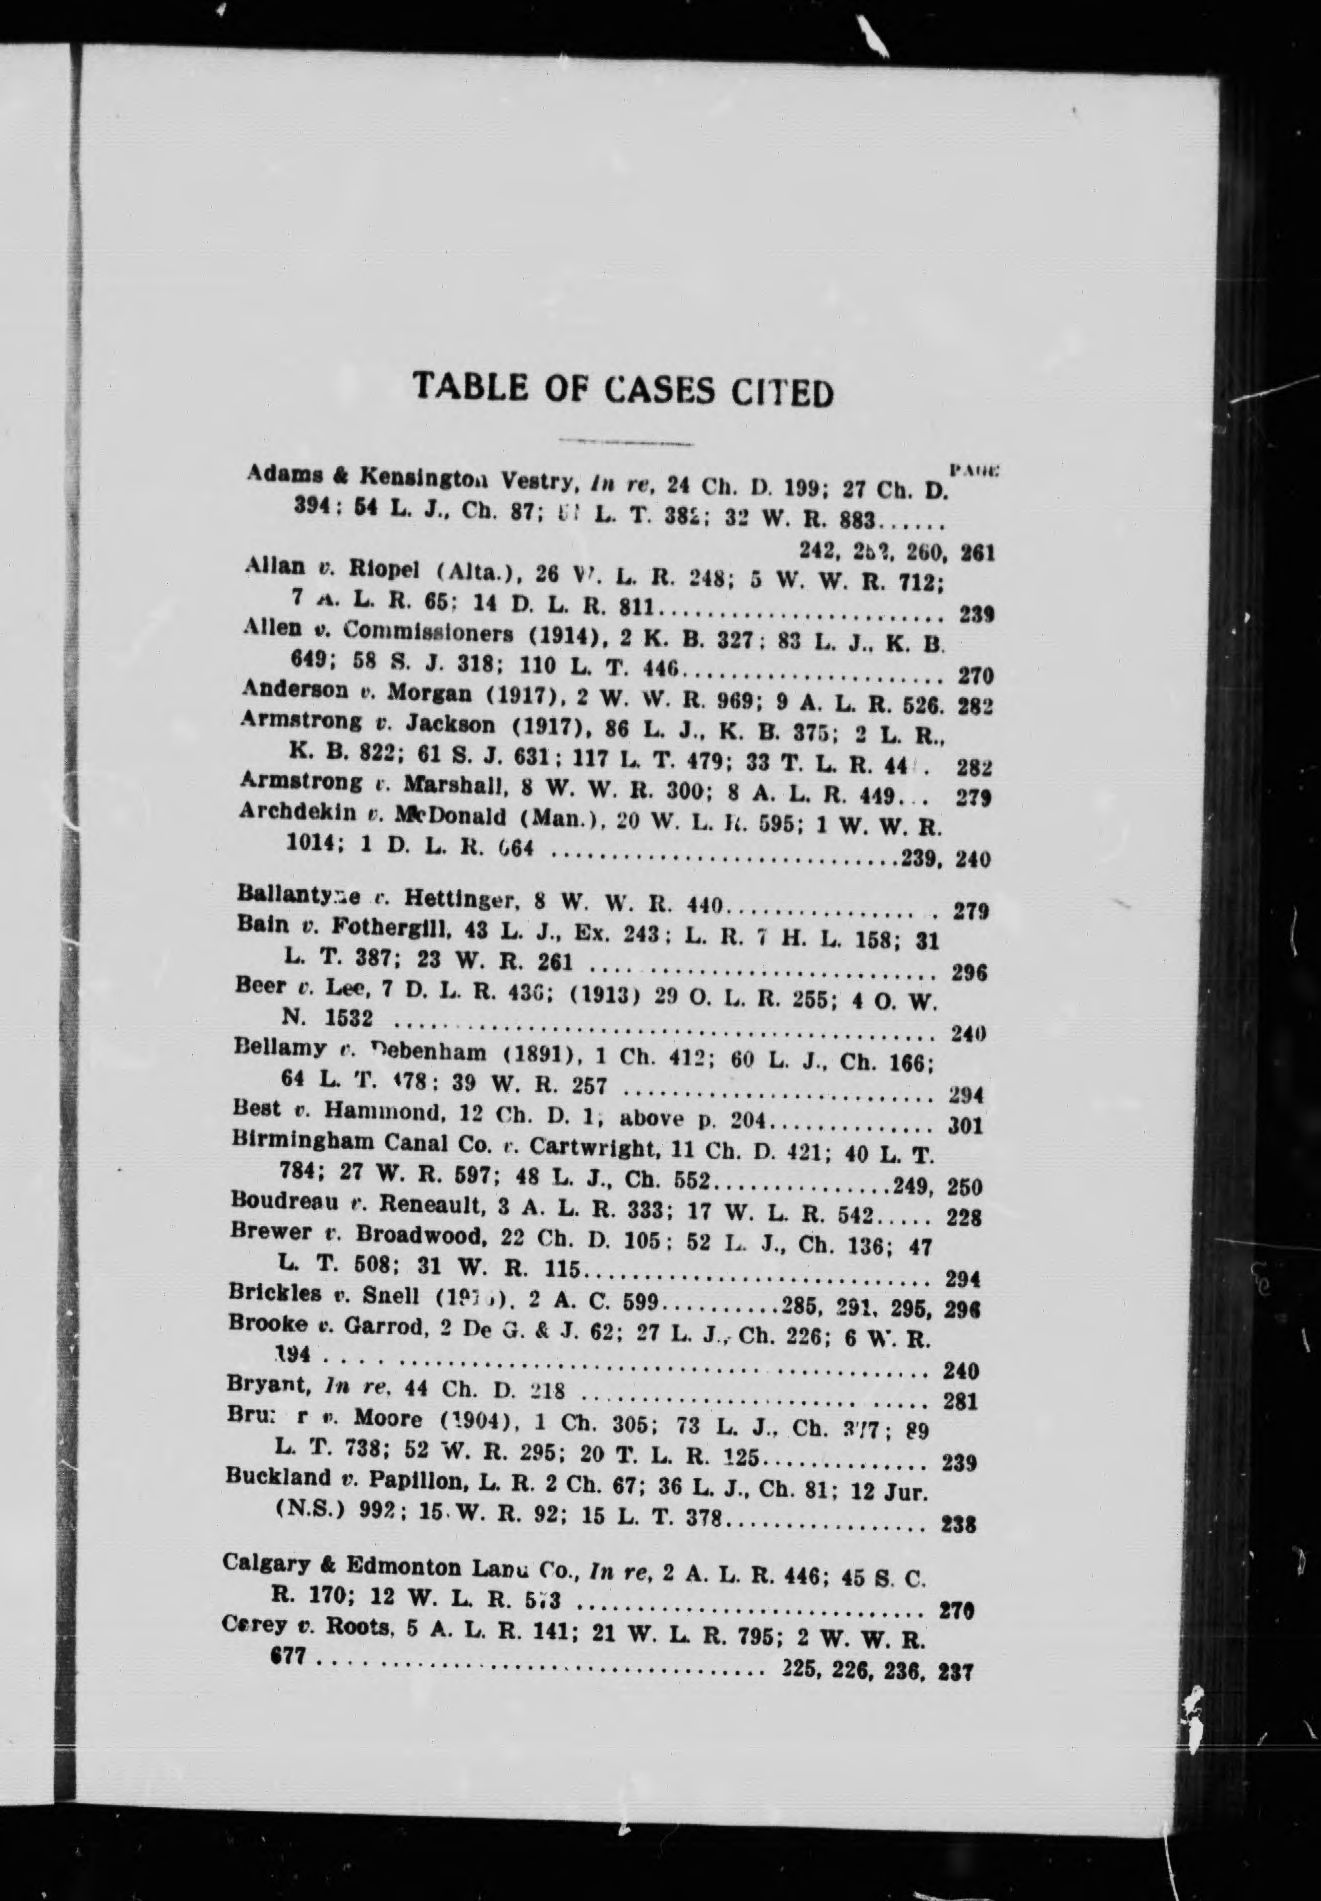 TABLE OF CASES CITED
PAGE
Adams & Kensington Vestry, In re, 24 Ch. D. 199; 27 Ch. D.
394; 54 L. J., Ch. 87; L. T. 382; 32 W. R. 883......
242, 260, 261
Allan v. Riopel (Alta.), 26 W. L. R. 248; 5 W. W. R. 712;
7 A. L. R. 65; 14 D. L. R. 811........................ 239
Allen v. Commissioners (1914), 2 K. B. 327; 83 L. J., K. B.
649; 58 S. J. 318; 110 L. T. 446...................... 270
Anderson v. Morgan (1917), 2 W. W. R. 969; 9 A. L. R. 526. 282
Armstrong v. Jackson (1917), 86 L. J., K. B. 375; 2 L. R.,
K. B. 822; 61 S. J. 631; 117 L. T. 479; 33 T. L. R. . 282
Armstrong v. Marshall, 8 W. W. R. 300; 8 A. L. R. 449... 279
Archdekin v. McDonald (Man.), 20 W. L. R. 595; 1 W. W. R.
1014; 1 D. L. R. 664 .............................239, 240
Ballantyne v. Hettinger, 8 W. W. R. 440.................. 279
Bain v. Fothergill, 43 L. J., Ex. 243; L. R. 7 H. L. 158; 31
L. T. 387; 23 W. R. 261 ............................. 296
Beer v. Lee, 7 D. L. R. 436; (1913) 29 O. L. R. 255; 4 O. W.
N. 1532 ............................................. 240
Bellamy v. Debenham (1891), 1 Ch. 412; 60 L. J., Ch. 166;
64 L. T. 478; 39 W. R. 257 .......................... 294
Best v. Hammond, 12 Ch. D. 1; above p. 204.............. 301
Birmingham Canal Co. v. Cartwright, 11 Ch. D. 421; 40 L. T.
784; 27 W. R. 597; 48 L. J., Ch. 552...............249, 250
Boudreau v. Reneault, 3 A. L. R. 333; 17 W. L. R. 542..... 228
Brewer v. Broadwood, 22 Ch. D. 105; 52 L. J., Ch. 136; 47
L. T. 508; 31 W. R. 115............................. 294
Brickles v. Snell 2 A. C. 599..........285, 291, 295, 296
Brooke v. Garrod, 2 De G. & J. 62; 27 L. J., Ch. 226; 6 W. R.
.................................................. 240
Bryant, In re, 44 Ch. D. 218 ............................. 281
v. Moore (1904), 1 Ch. 305; 73 L. J., Ch. 377; 89
L. T. 738; 52 W. R. 295; 20 T. L. R. 125.............. 239
Buckland v. Papillon, L. R. 2 Ch. 67; 36 L. J., Ch. 81; 12 Jur.
(N.S.) 992; 15 W. R. 92; 15 L. T. 378................. 238
Calgary & Edmonton Land Co., In re, 2 A. L. R. 446; 45 S. C.
R. 170; 12 W. L. R. 573 ............................. 270
v. Roots, 5 A. L. R. 141; 21 W. L. R. 795; 2 W. W. R.
677 ..................................... 225, 226, 236, 237